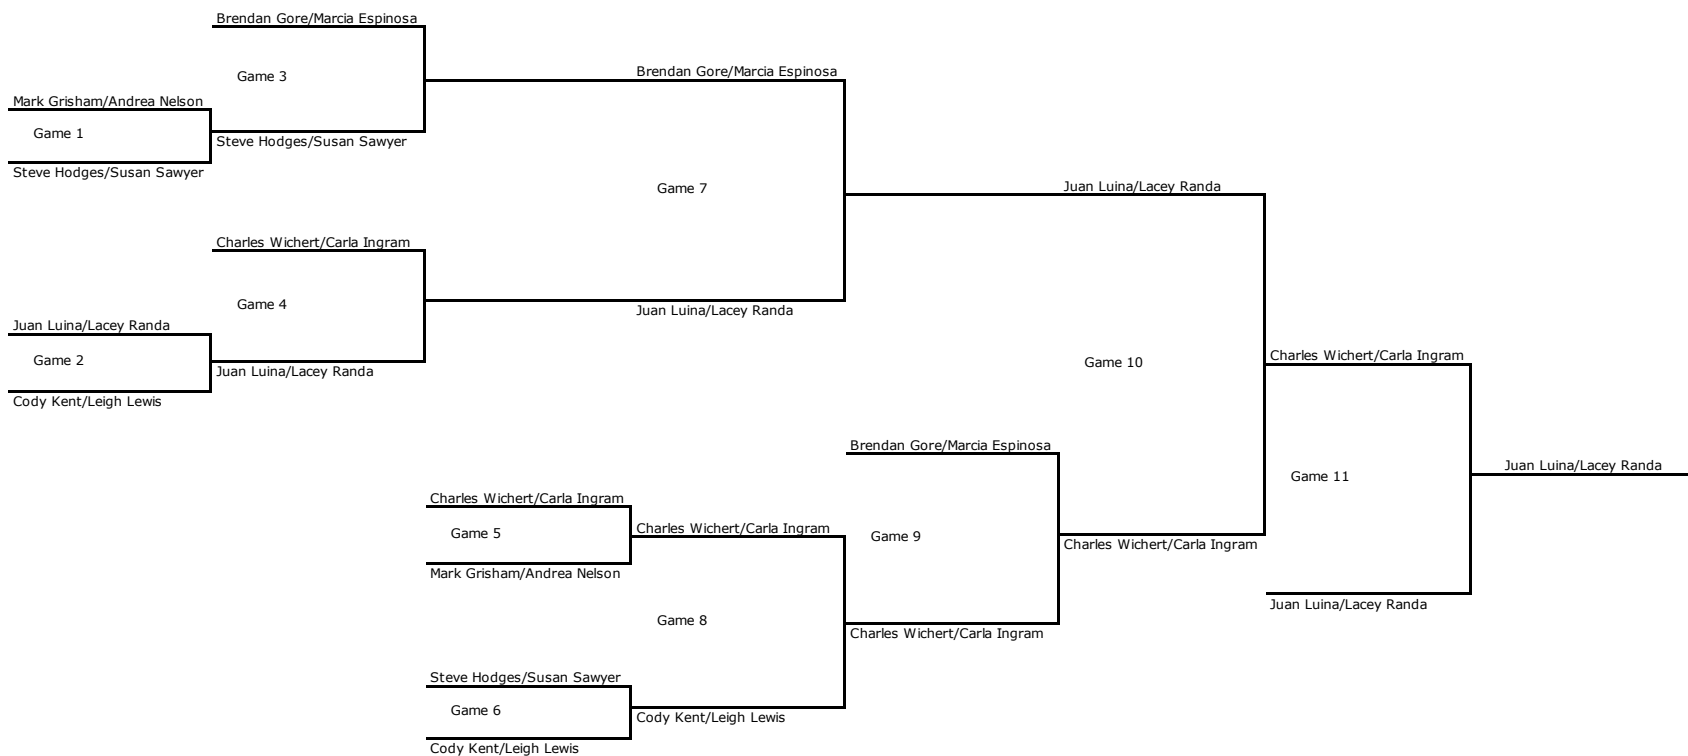 Brendan Gore/Marcia Espinosa
Game 3
Brendan Gore/Marcia Espinosa
Mark Grisham/Andrea Nelson
Game 1
Steve Hodges/Susan Sawyer
Steve Hodges/Susan Sawyer
Game 7
Juan Luina/Lacey Randa
Charles Wichert/Carla Ingram
Game 4
Juan Luina/Lacey Randa
Juan Luina/Lacey Randa
Game 2
Juan Luina/Lacey Randa
Cody Kent/Leigh Lewis
Game 10
Charles Wichert/Carla Ingram
Brendan Gore/Marcia Espinosa
Game 11
Juan Luina/Lacey Randa
Charles Wichert/Carla Ingram
Game 5
Charles Wichert/Carla Ingram
Game 9
Charles Wichert/Carla Ingram
Mark Grisham/Andrea Nelson
Juan Luina/Lacey Randa
Game 8
Charles Wichert/Carla Ingram
Steve Hodges/Susan Sawyer
Game 6
Cody Kent/Leigh Lewis
Cody Kent/Leigh Lewis